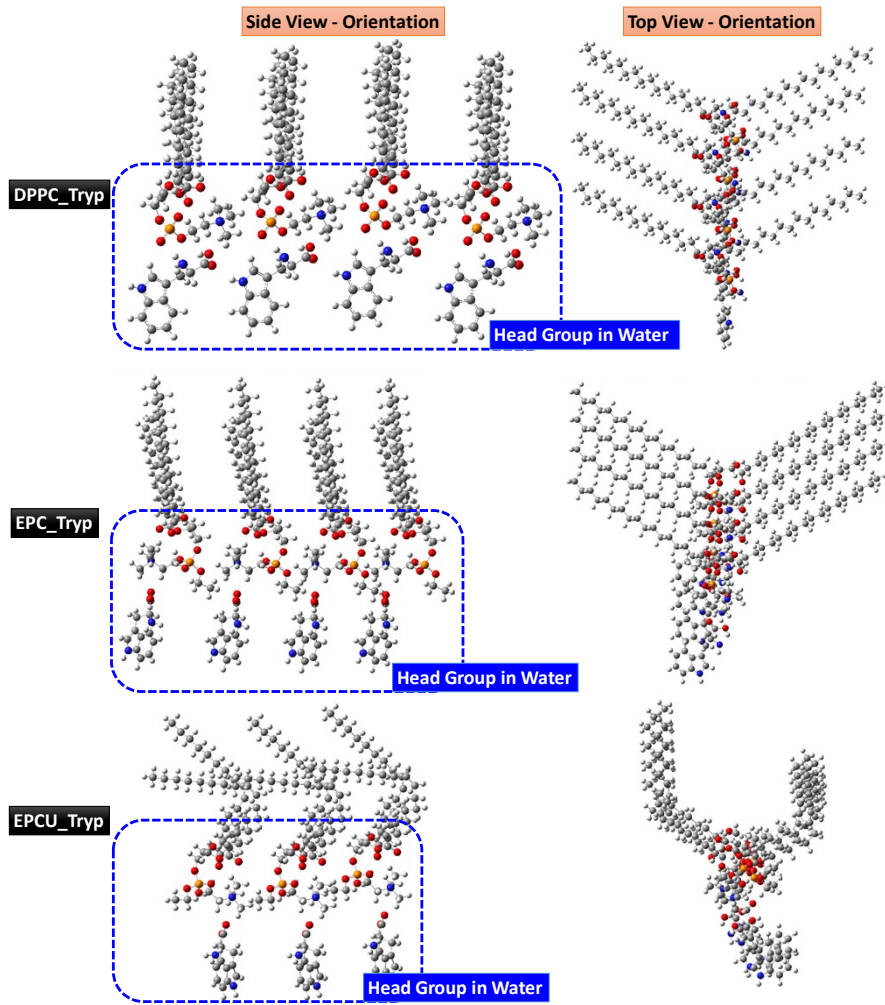 Side View - Orientation
Top View - Orientation
DPPC_Tryp
Head Group in Water
EPC_Tryp
Head Group in Water
EPCU_Tryp
Head Group in Water